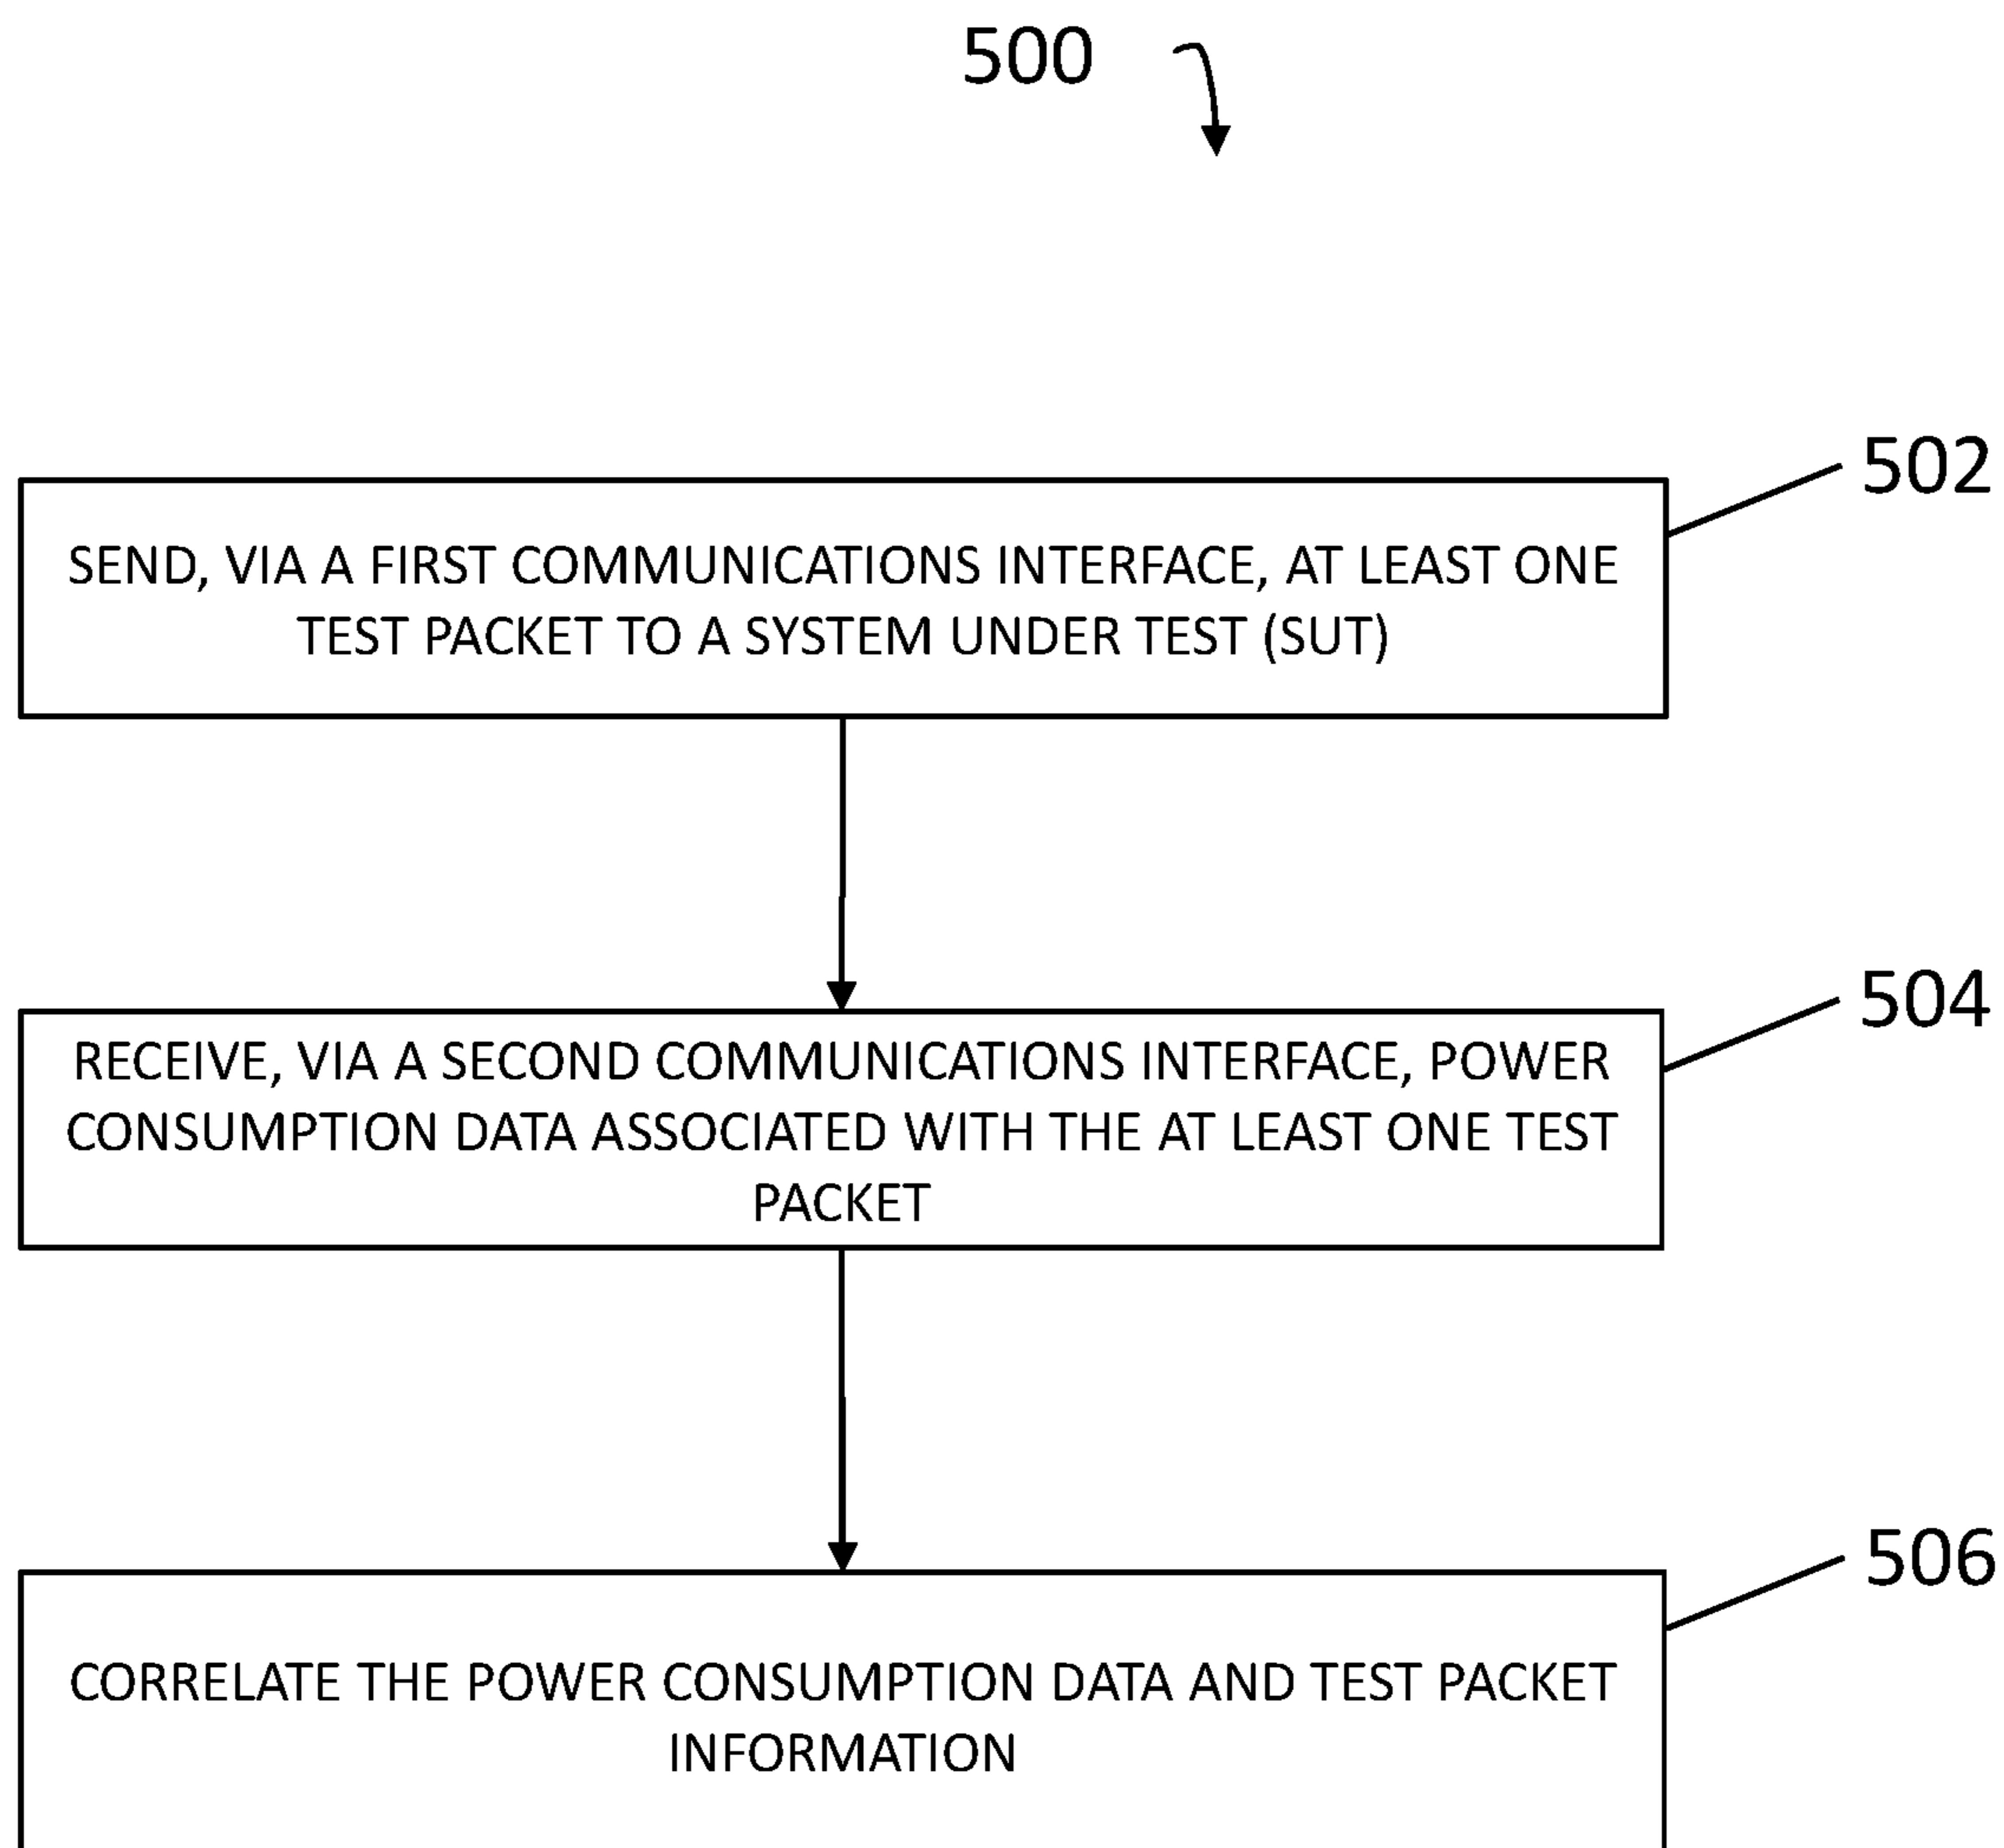 500
502
SEND, VIA A FIRST COMMUNICATIONS INTERFACE, AT LEAST ONE
TEST PACKET TO A SYSTEM UNDER TEST (SUT)
504
RECEIVE, VIA A SECOND COMMUNICATIONS INTERFACE, POWER
CONSUMPTION DATA ASSOCIATED WITH THE AT LEAST ONE TEST
PACKET
506
CORRELATE THE POWER CONSUMPTION DATA AND TEST PACKET
INFORMATION